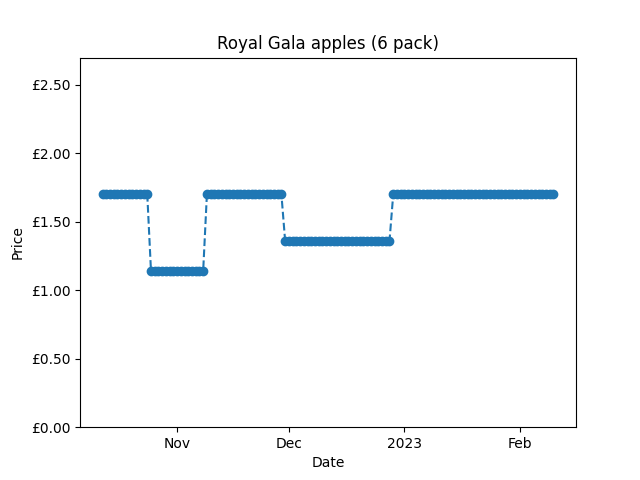 Royal Gala apples (6 pack)
£2.50
£2.00
£1.50
£1.00
£0.50
£0.00
Price
Nov
Dec
2023
Feb
Date